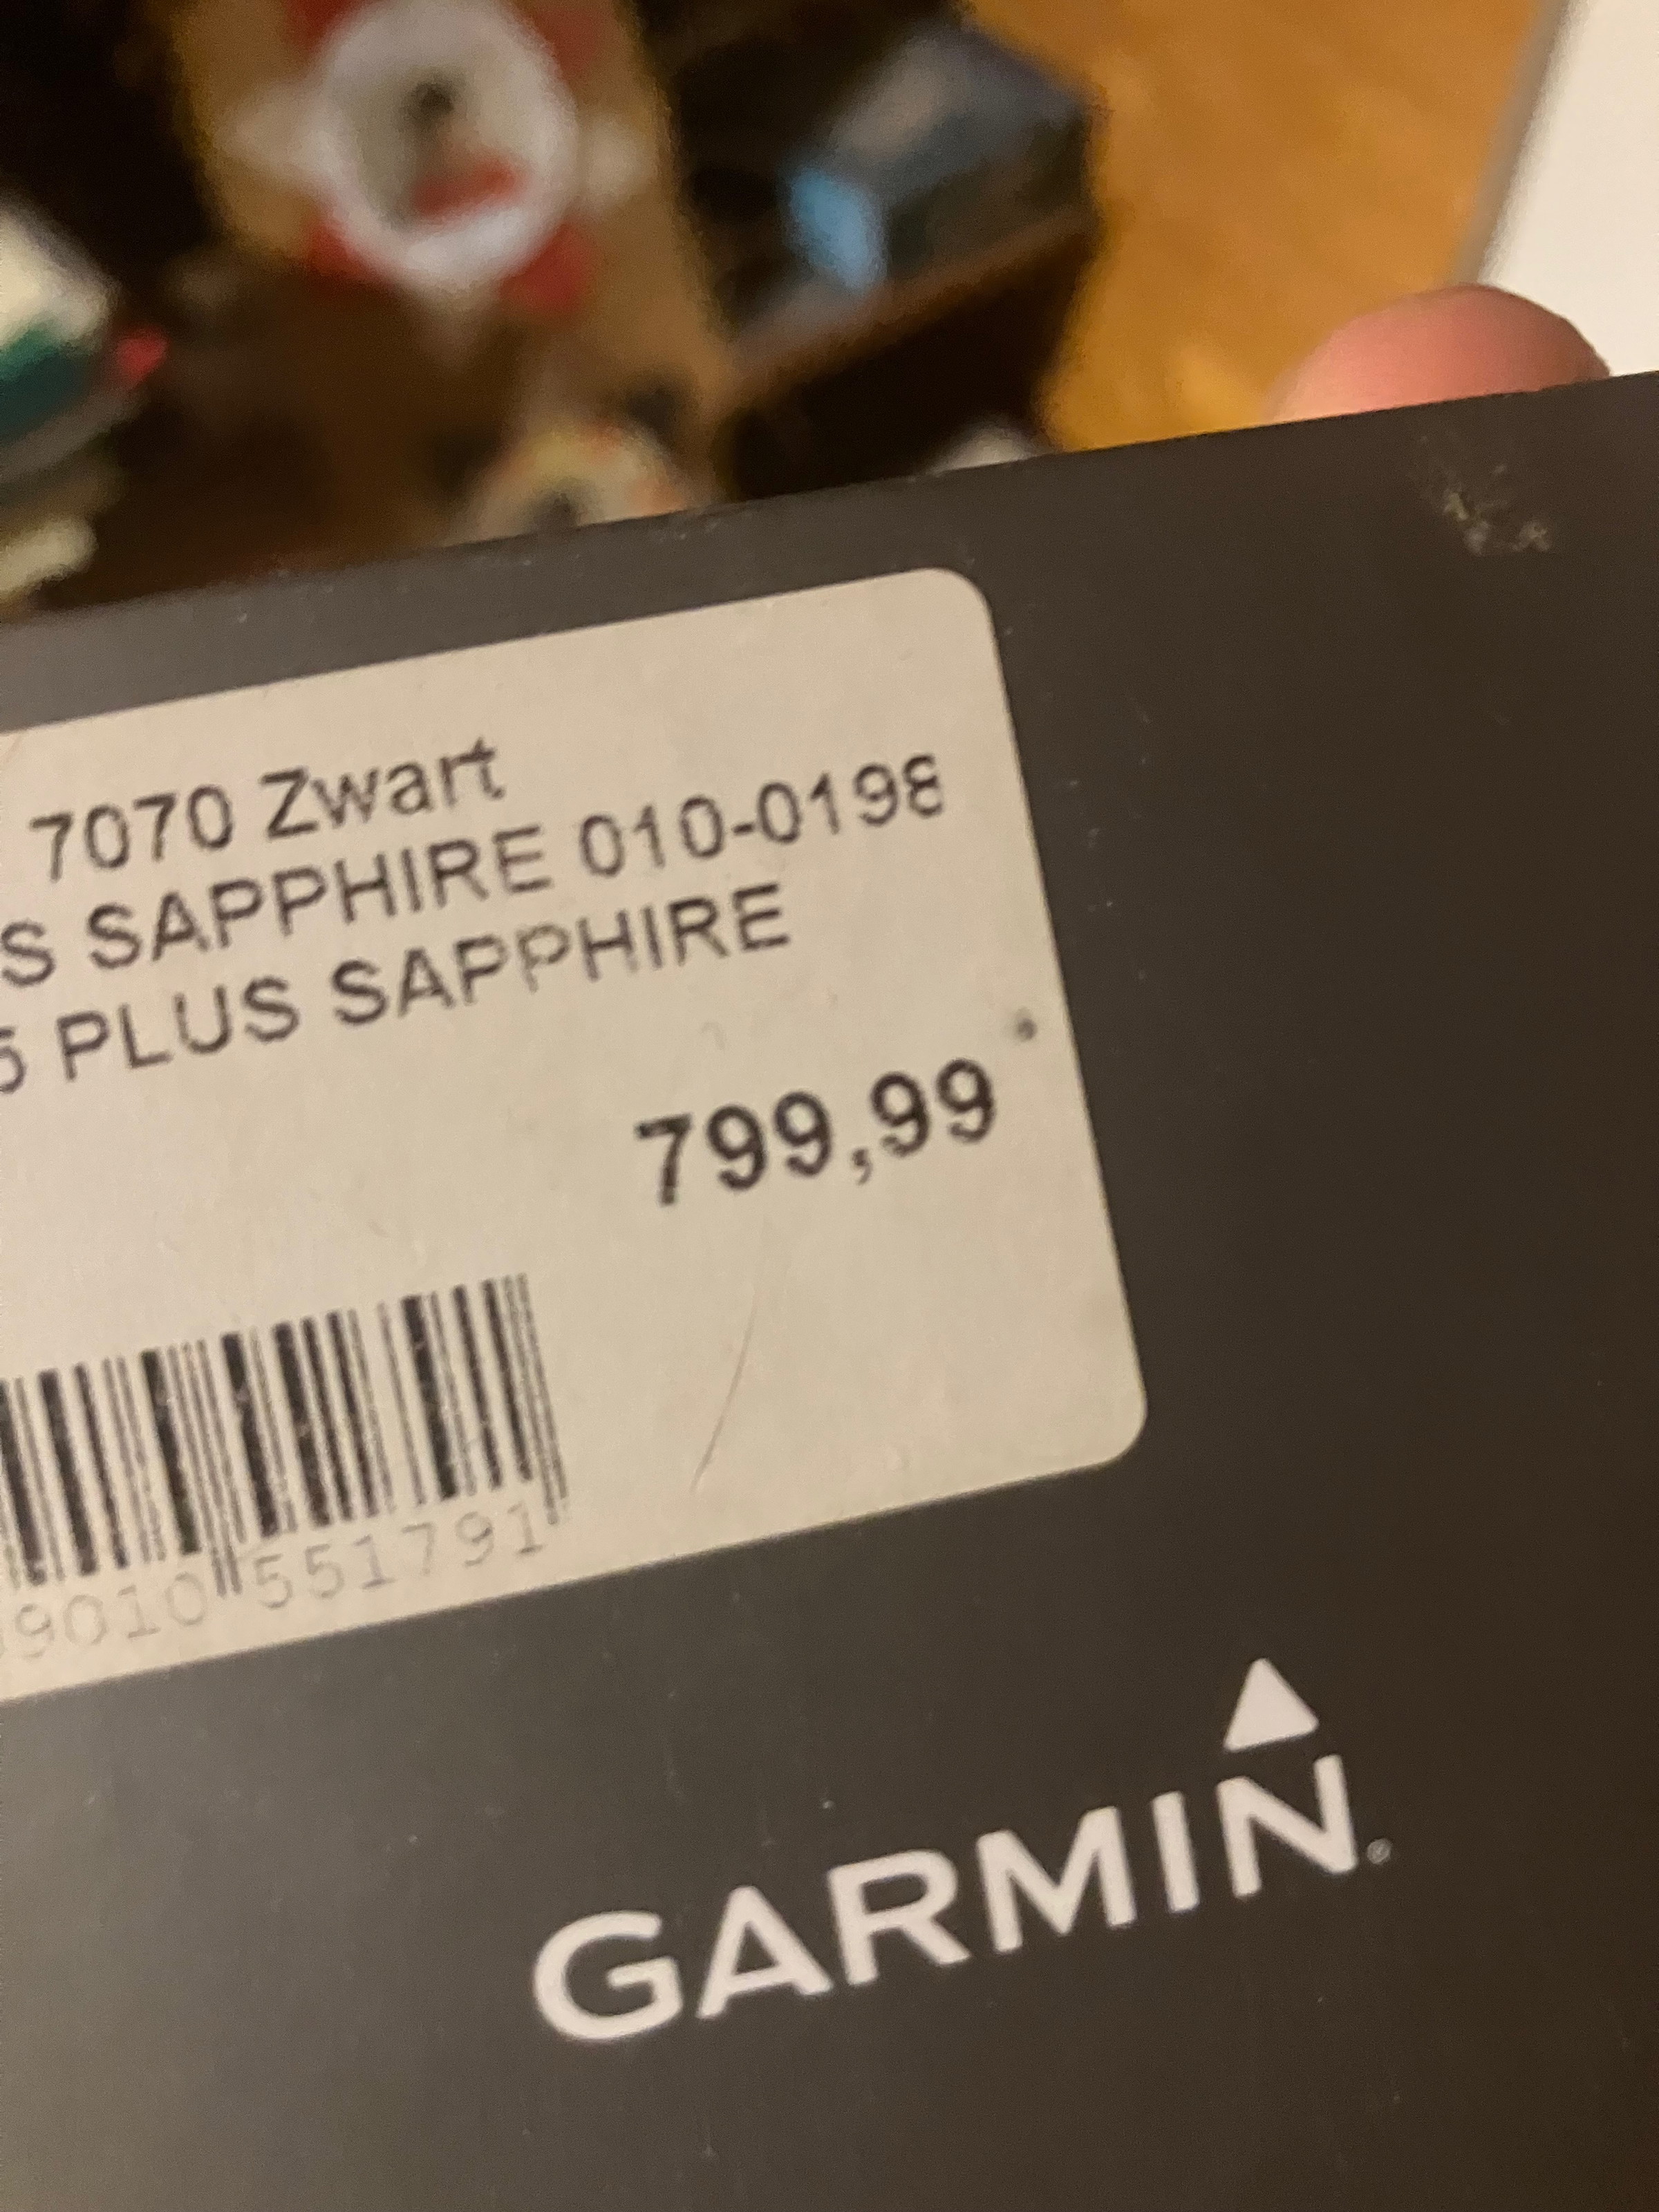 7070 Zwart
S SAPPHIRE 010-0198
5 PLUS SAPPHIRE
799,99
9010 551791
GARMIN